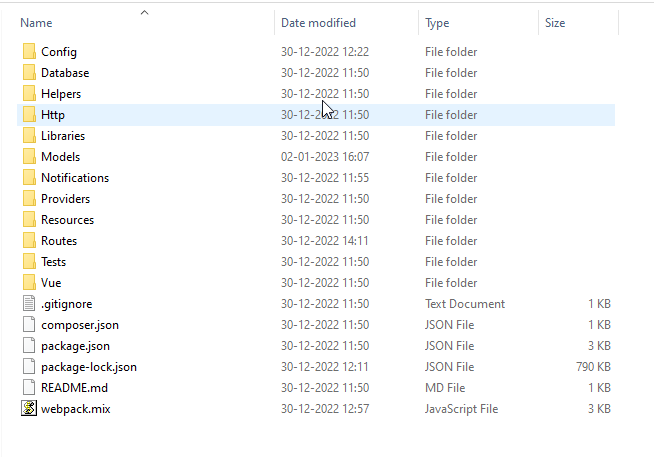 Name Date modified Type Size
Config 30-12-2022 12:22 File folder
Database 30-12-2022 11:50 File folder
Helpers 30-12-2022 11:50 File folder
Http 30-12-2022 11:50 File folder
Libraries 30-12-2022 11:50 File folder
Models 02-01-2023 16:07 File folder
Notifications 30-12-2022 11:55 File folder
Providers 30-12-2022 11:50 File folder
Resources 30-12-2022 11:50 File folder
Routes 30-12-2022 14:11 File folder
Tests 30-12-2022 11:50 File folder
Vue 30-12-2022 11:50 File folder
.gitignore 30-12-2022 11:50 Text Document 1 KB
composer.json 30-12-2022 11:50 JSON File 1 KB
package.json 30-12-2022 11:50 JSON File 3 KB
package-lock.json 30-12-2022 12:11 JSON File 790 KB
README.md 30-12-2022 11:50 MD File 1 KB
webpack.mix 30-12-2022 12:57 JavaScript File 3 KB